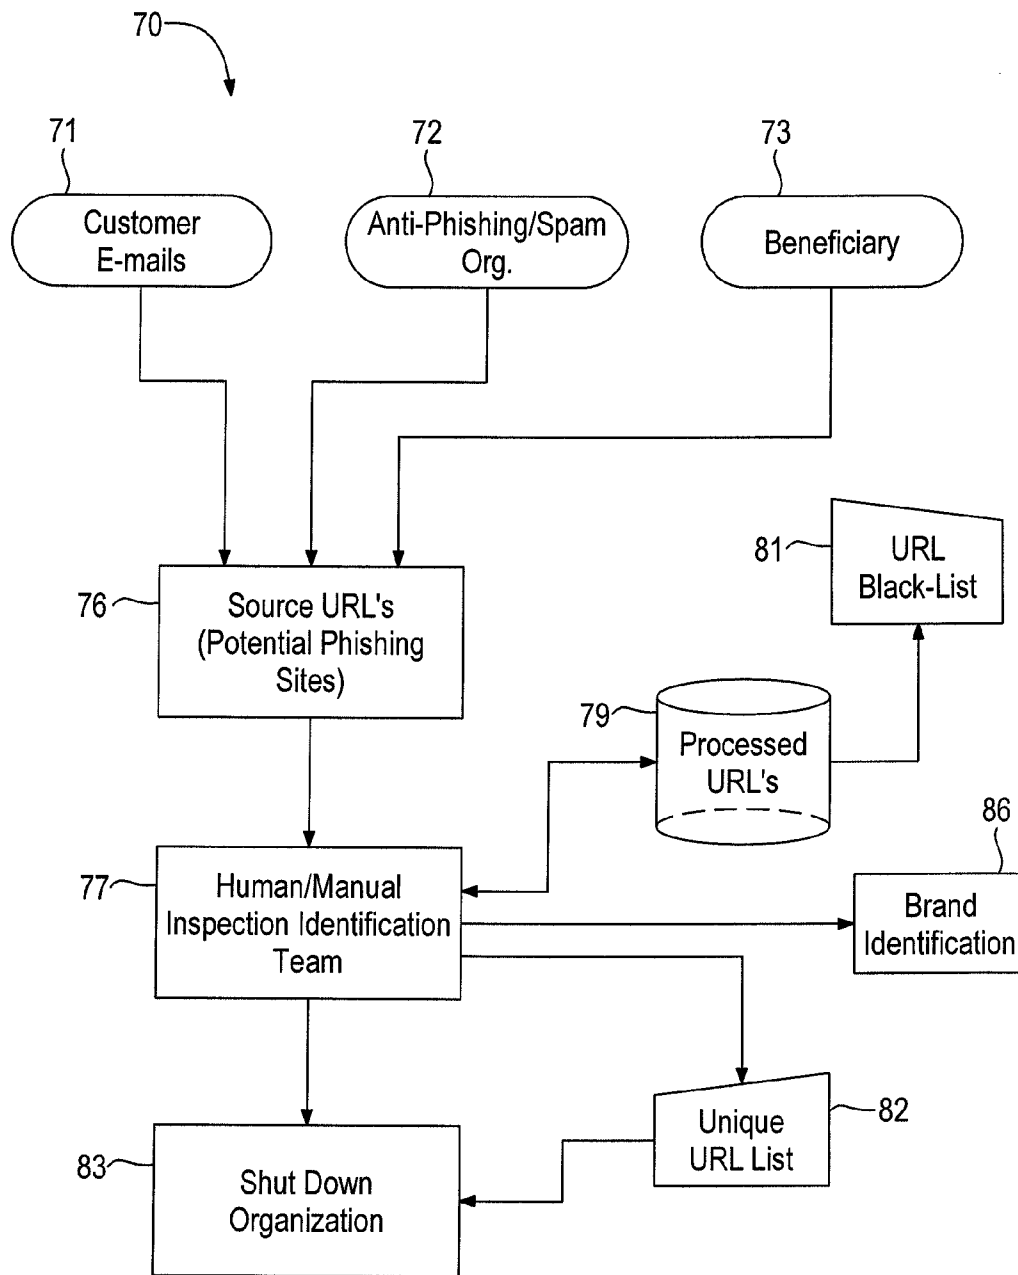 70
71
72
73
Customer
E-mails
Anti-Phishing/Spam
Org.
Beneficiary
81
URL
Black-List
76
Source URL's
(Potential Phishing
Sites)
79
Processed
URL's
86
Brand
Identification
77
Human/Manual
Inspection Identification
Team
82
Unique
URL List
83
Shut Down
Organization